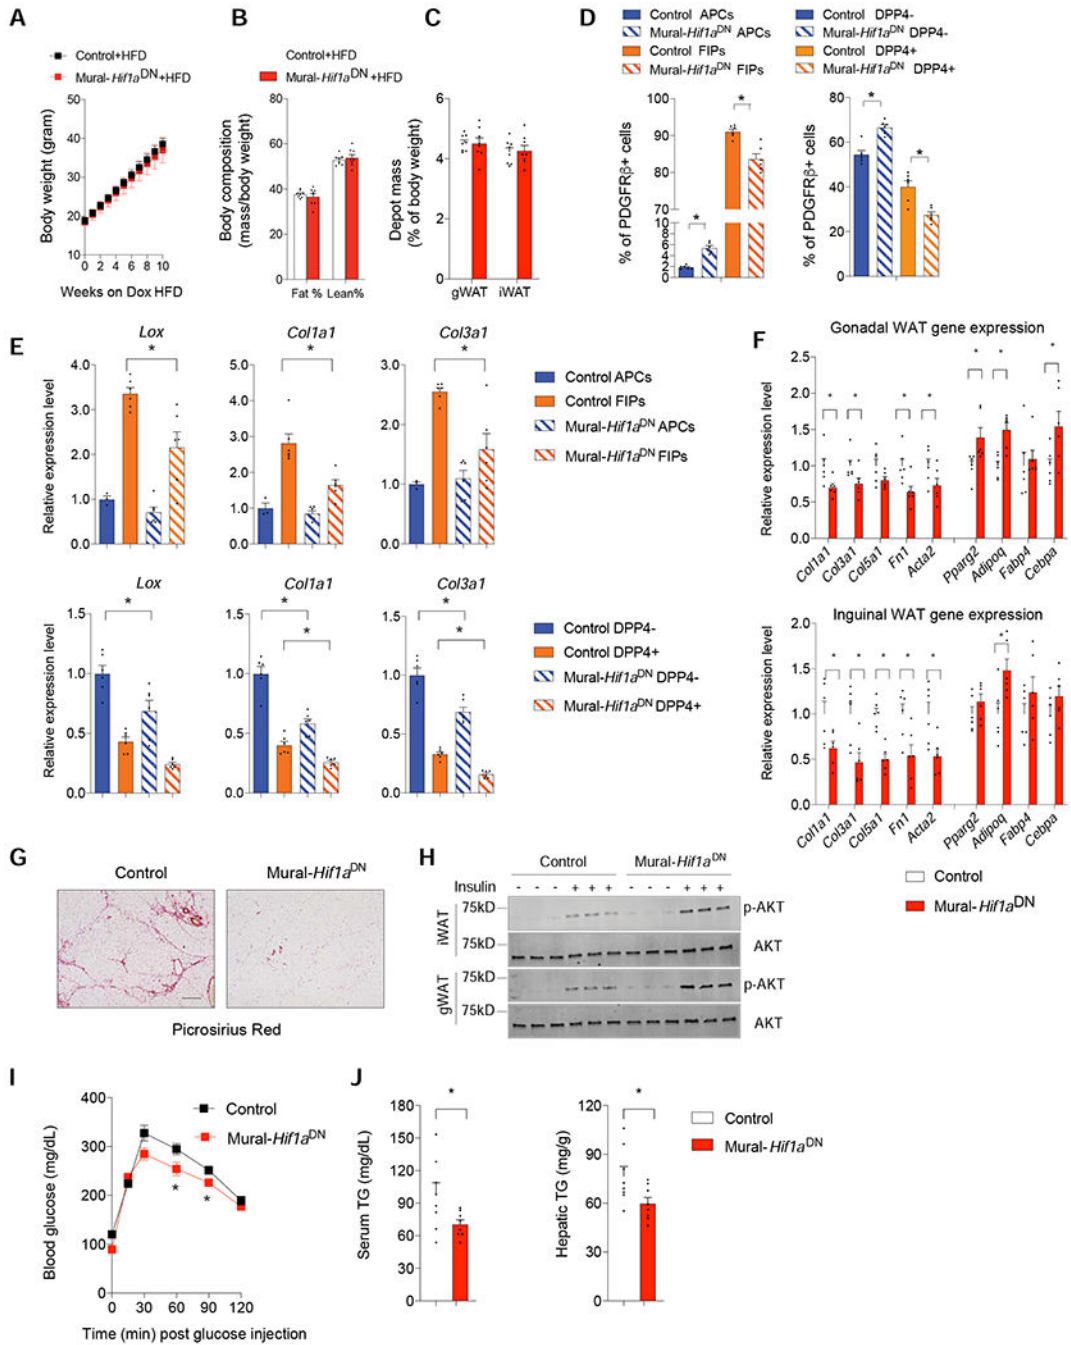 A
Control+HFD
Mural-Hif1aDN+HFD
Body weight (gram)
50
40
30
20
10
0 2 4 6 8 10
Weeks on Dox HFD
B
Control+HFD
Mural-Hif1aDN+HFD
Body composition
(mass/body weight)
80
60
40
20
0
Fat % Lean%
C
Depot mass
(% of body weight)
6
4
2
0
gWAT iWAT
D
Control APCs
Mural-Hif1aDN APCs
Control FIPs
Mural-Hif1aDN FIPs
Control DPP4-
Mural-Hif1aDN DPP4-
Control DPP4+
Mural-Hif1aDN DPP4+
% of PDGFRβ+ cells
100
90
80
70
10
8
6
4
2
0
* *
% of PDGFRβ+ cells
80
60
40
20
0
* *
E
Relative expression level
Lox
4.0
3.0
2.0
1.0
0.0
*
Col1a1
5.0
4.0
3.0
2.0
1.0
0.0
*
Col3a1
3.0
2.0
1.0
0.0
*
Control APCs
Control FIPs
Mural-Hif1aDN APCs
Mural-Hif1aDN FIPs
Relative expression level
Lox
1.5
1.0
0.5
0.0
*
Col1a1
1.5
1.0
0.5
0.0
*
*
Col3a1
1.5
1.0
0.5
0.0
*
*
Control DPP4-
Control DPP4+
Mural-Hif1aDN DPP4-
Mural-Hif1aDN DPP4+
F
Gonadal WAT gene expression
Relative expression level
2.5
2.0
1.5
1.0
0.5
0.0
* * * * * * *
Col1a1 Col3a1 Col5a1 Fn1 Acta2 Pparg2 Adipoq Fabp4 Cebpa
Inguinal WAT gene expression
Relative expression level
2.0
1.5
1.0
0.5
0.0
* * * * * *
Col1a1 Col3a1 Col5a1 Fn1 Acta2 Pparg2 Adipoq Fabp4 Cebpa
Control
Mural-Hif1aDN
G
Control Mural-Hif1aDN
Picrosirius Red
H
Control Mural-Hif1aDN
Insulin - - - + + + - - - + + +
iWAT
75kD p-AKT
75kD AKT
gWAT
75kD p-AKT
75kD AKT
I
Control
Mural-Hif1aDN
Blood glucose (mg/dL)
400
300
200
100
0
* *
0 30 60 90 120
Time (min) post glucose injection
J
Serum TG (mg/dL)
180
150
120
90
60
30
0
*
Hepatic TG (mg/g)
120
90
60
30
0
*
Control
Mural-Hif1aDN